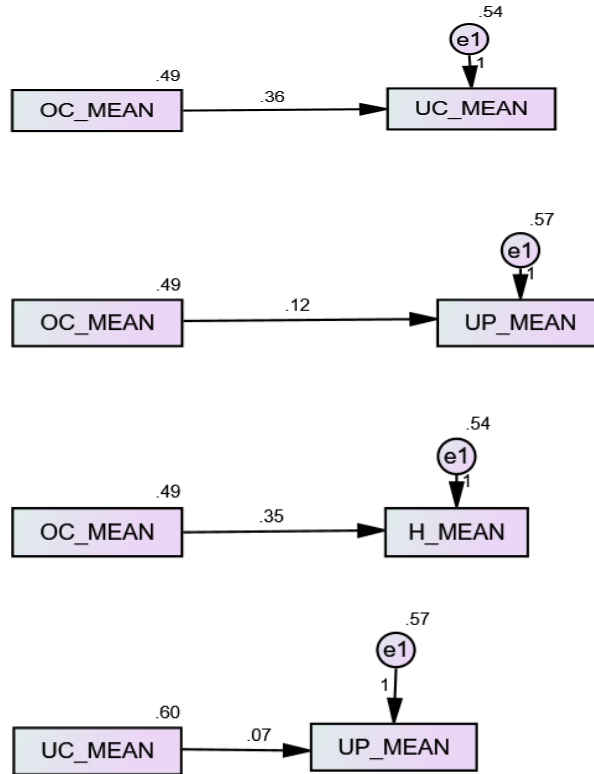 .54
e1
1
.49
OC_MEAN
.36
UC_MEAN
.57
e1
1
.49
OC_MEAN
.12
UP_MEAN
.54
e1
1
.49
OC_MEAN
.35
H_MEAN
.57
e1
1
.60
UC_MEAN
.07
UP_MEAN